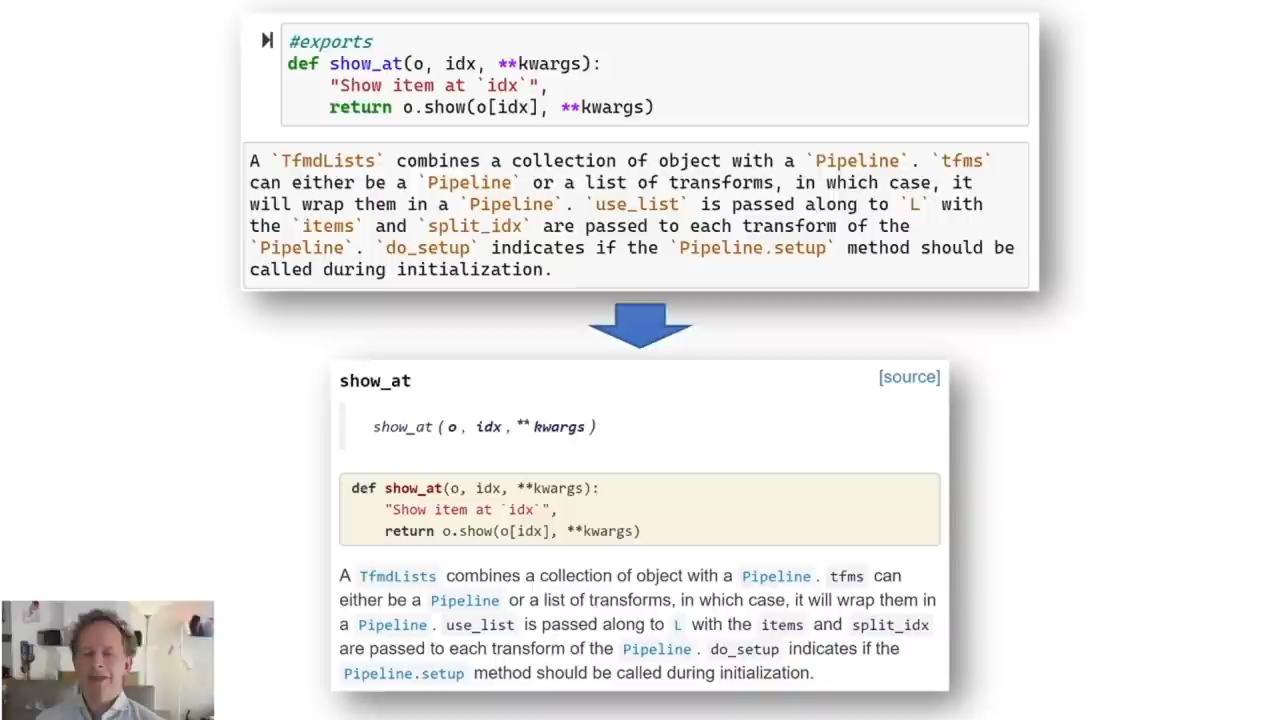 #exports
def show_at(o, idx, **kwargs):
"Show item at `idx`",
return o.show(o[idx], **kwargs)
A `TfmdLists` combines a collection of object with a `Pipeline`. `tfms`
can either be a `Pipeline` or a list of transforms, in which case, it
will wrap them in a `Pipeline`. `use_list` is passed along to `L` with
the `items` and `split_idx` are passed to each transform of the
`Pipeline`. `do_setup` indicates if the `Pipeline.setup` method should be
called during initialization.
show_at [source]
show_at ( o , idx , ** kwargs )
def show_at(o, idx, **kwargs):
"Show item at `idx`",
return o.show(o[idx], **kwargs)
A TfmdLists combines a collection of object with a Pipeline . tfms can
either be a Pipeline or a list of transforms, in which case, it will wrap them in
a Pipeline . use_list is passed along to L with the items and split_idx
are passed to each transform of the Pipeline . do_setup indicates if the
Pipeline.setup method should be called during initialization.